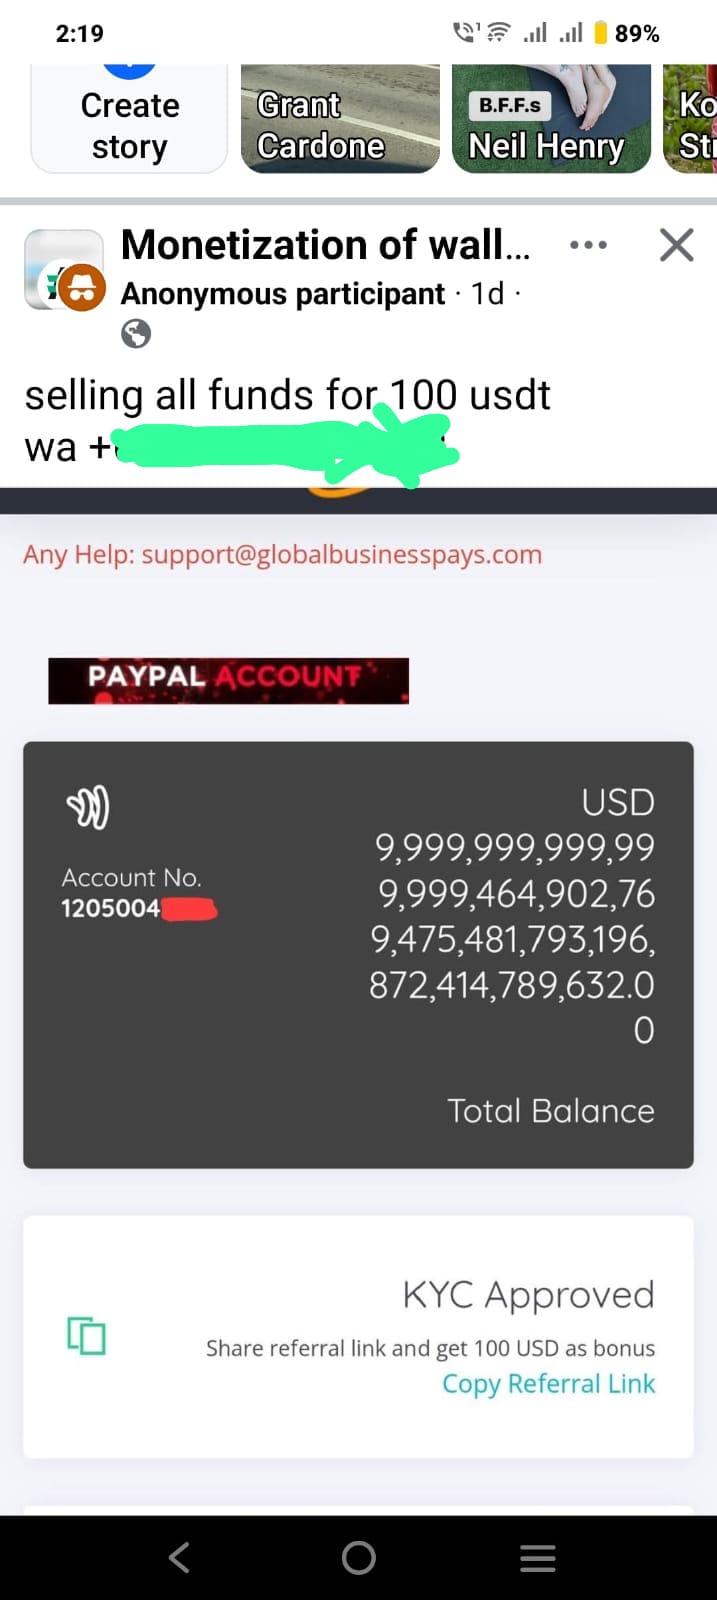 2:19
89%
Create
story
Grant
Cardone
B.F.F.s
Neil Henry
Ko
St
Monetization of wall...
Anonymous participant · 1d ·
selling all funds for 100 usdt
wa +
Any Help: support@globalbusinesspays.com
PAYPAL ACCOUNT
USD
9,999,999,999,99
9,999,464,902,76
9,475,481,793,196,
872,414,789,632.0
0
Account No.
1205004
Total Balance
KYC Approved
Share referral link and get 100 USD as bonus
Copy Referral Link